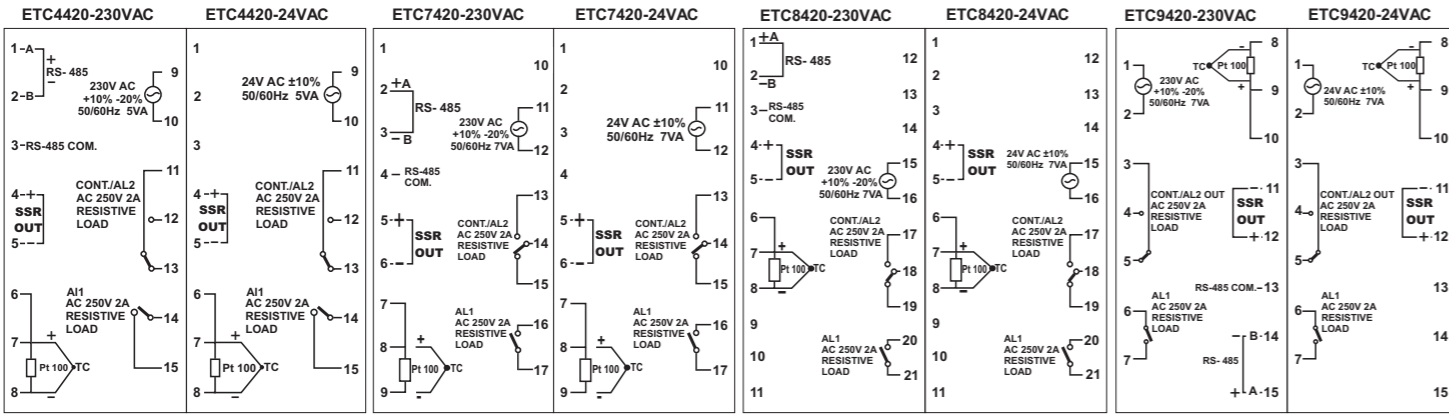 ETC4420-230VAC
1-A
+
RS- 485
−
2-B
230V AC
+10% -20%
50/60Hz 5VA
9
10
3-RS-485 COM.
11
CONT./AL2
AC 250V 2A
RESISTIVE
LOAD
12
13
4-+
SSR
OUT
5-
6
Al1
AC 250V 2A
RESISTIVE
LOAD
14
15
7
+
Pt 100
TC
8
−
ETC4420-24VAC
1
2
24V AC ±10%
50/60Hz 5VA
9
10
3
11
CONT./AL2
AC 250V 2A
RESISTIVE
LOAD
12
13
4-+
SSR
OUT
5-
6
Al1
AC 250V 2A
RESISTIVE
LOAD
14
15
7
+
Pt 100
TC
8
−
ETC7420-230VAC
1
10
2
+A
RS- 485
3
− B
230V AC
+10% -20%
50/60Hz 7VA
11
12
4 – RS-485
COM.
13
CONT./AL2
AC 250V 2A
RESISTIVE
LOAD
14
15
5-+
SSR
OUT
6-−
7
AL1
AC 250V 2A
RESISTIVE
LOAD
16
17
8
+
Pt 100
TC
9
−
ETC7420-24VAC
1
10
2
3
24V AC ±10%
50/60Hz 7VA
11
12
4
13
CONT./AL2
AC 250V 2A
RESISTIVE
LOAD
14
15
5-+
SSR
OUT
6-−
7
AL1
AC 250V 2A
RESISTIVE
LOAD
16
17
8
+
Pt 100
TC
9
−
ETC8420-230VAC
1
+A
RS- 485
2
−B
12
13
3-RS-485
COM.
14
4-+
SSR
OUT
5-
230V AC
+10% -20%
50/60Hz 7VA
15
16
6
CONT./AL2
AC 250V 2A
RESISTIVE
LOAD
17
18
19
7
+
Pt 100
TC
8
−
9
10
11
AL1
AC 250V 2A
RESISTIVE
LOAD
20
21
ETC8420-24VAC
1
2
3
12
13
14
4-+
SSR
OUT
5-
24V AC ±10%
50/60Hz 7VA
15
16
6
CONT./AL2
AC 250V 2A
RESISTIVE
LOAD
17
18
19
7
+
Pt 100
TC
8
−
9
10
11
AL1
AC 250V 2A
RESISTIVE
LOAD
20
21
ETC9420-230VAC
1
230V AC
+10% -20%
50/60Hz 7VA
2
−
8
TC
Pt 100
+
9
10
3
CONT./AL2 OUT
AC 250V 2A
RESISTIVE
LOAD
4
5
−-11
SSR
OUT
+-12
RS-485 COM.-13
6
AL1
AC 250V 2A
RESISTIVE
LOAD
7
− B-14
RS- 485
+ A-15
ETC9420-24VAC
1
24V AC ±10%
50/60Hz 7VA
2
−
8
TC
Pt 100
+
9
10
3
CONT./AL2 OUT
AC 250V 2A
RESISTIVE
LOAD
4
5
−-11
SSR
OUT
+-12
13
6
AL1
AC 250V 2A
RESISTIVE
LOAD
7
14
15